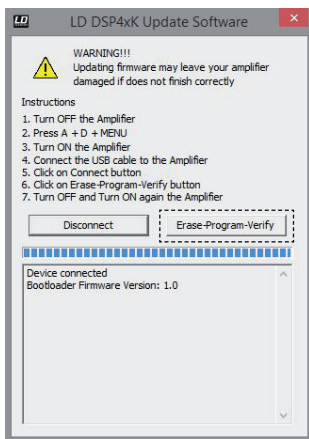 LD DSP4xK Update Software
WARNING!!!
Updating firmware may leave your amplifier
damaged if does not finish correctly
Instructions
1. Turn OFF the Amplifier
2. Press A + D + MENU
3. Turn ON the Amplifier
4. Connect the USB cable to the Amplifier
5. Click on Connect button
6. Click on Erase-Program-Verify button
7. Turn OFF and Turn ON again the Amplifier
Disconnect Erase-Program-Verify
Device connected
Bootloader Firmware Version: 1.0